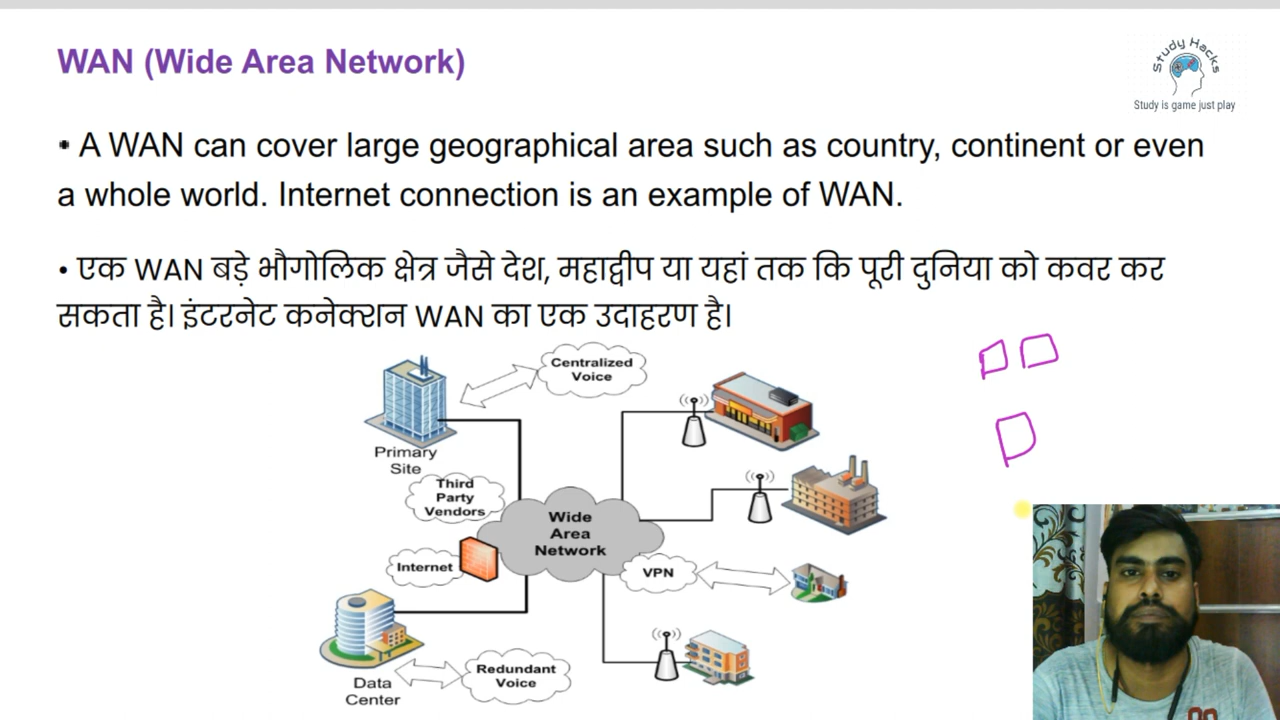 WAN (Wide Area Network)
Study Hacks
Study is game just play
• A WAN can cover large geographical area such as country, continent or even
a whole world. Internet connection is an example of WAN.
• एक WAN बड़े भौगोलिक क्षेत्र जैसे देश, महाद्वीप या यहां तक कि पूरी दुनिया को कवर कर
सकता है। इंटरनेट कनेक्शन WAN का एक उदाहरण है।
Centralized
Voice
Primary
Site
Third
Party
Vendors
Wide
Area
Network
Internet
VPN
Data
Center
Redundant
Voice